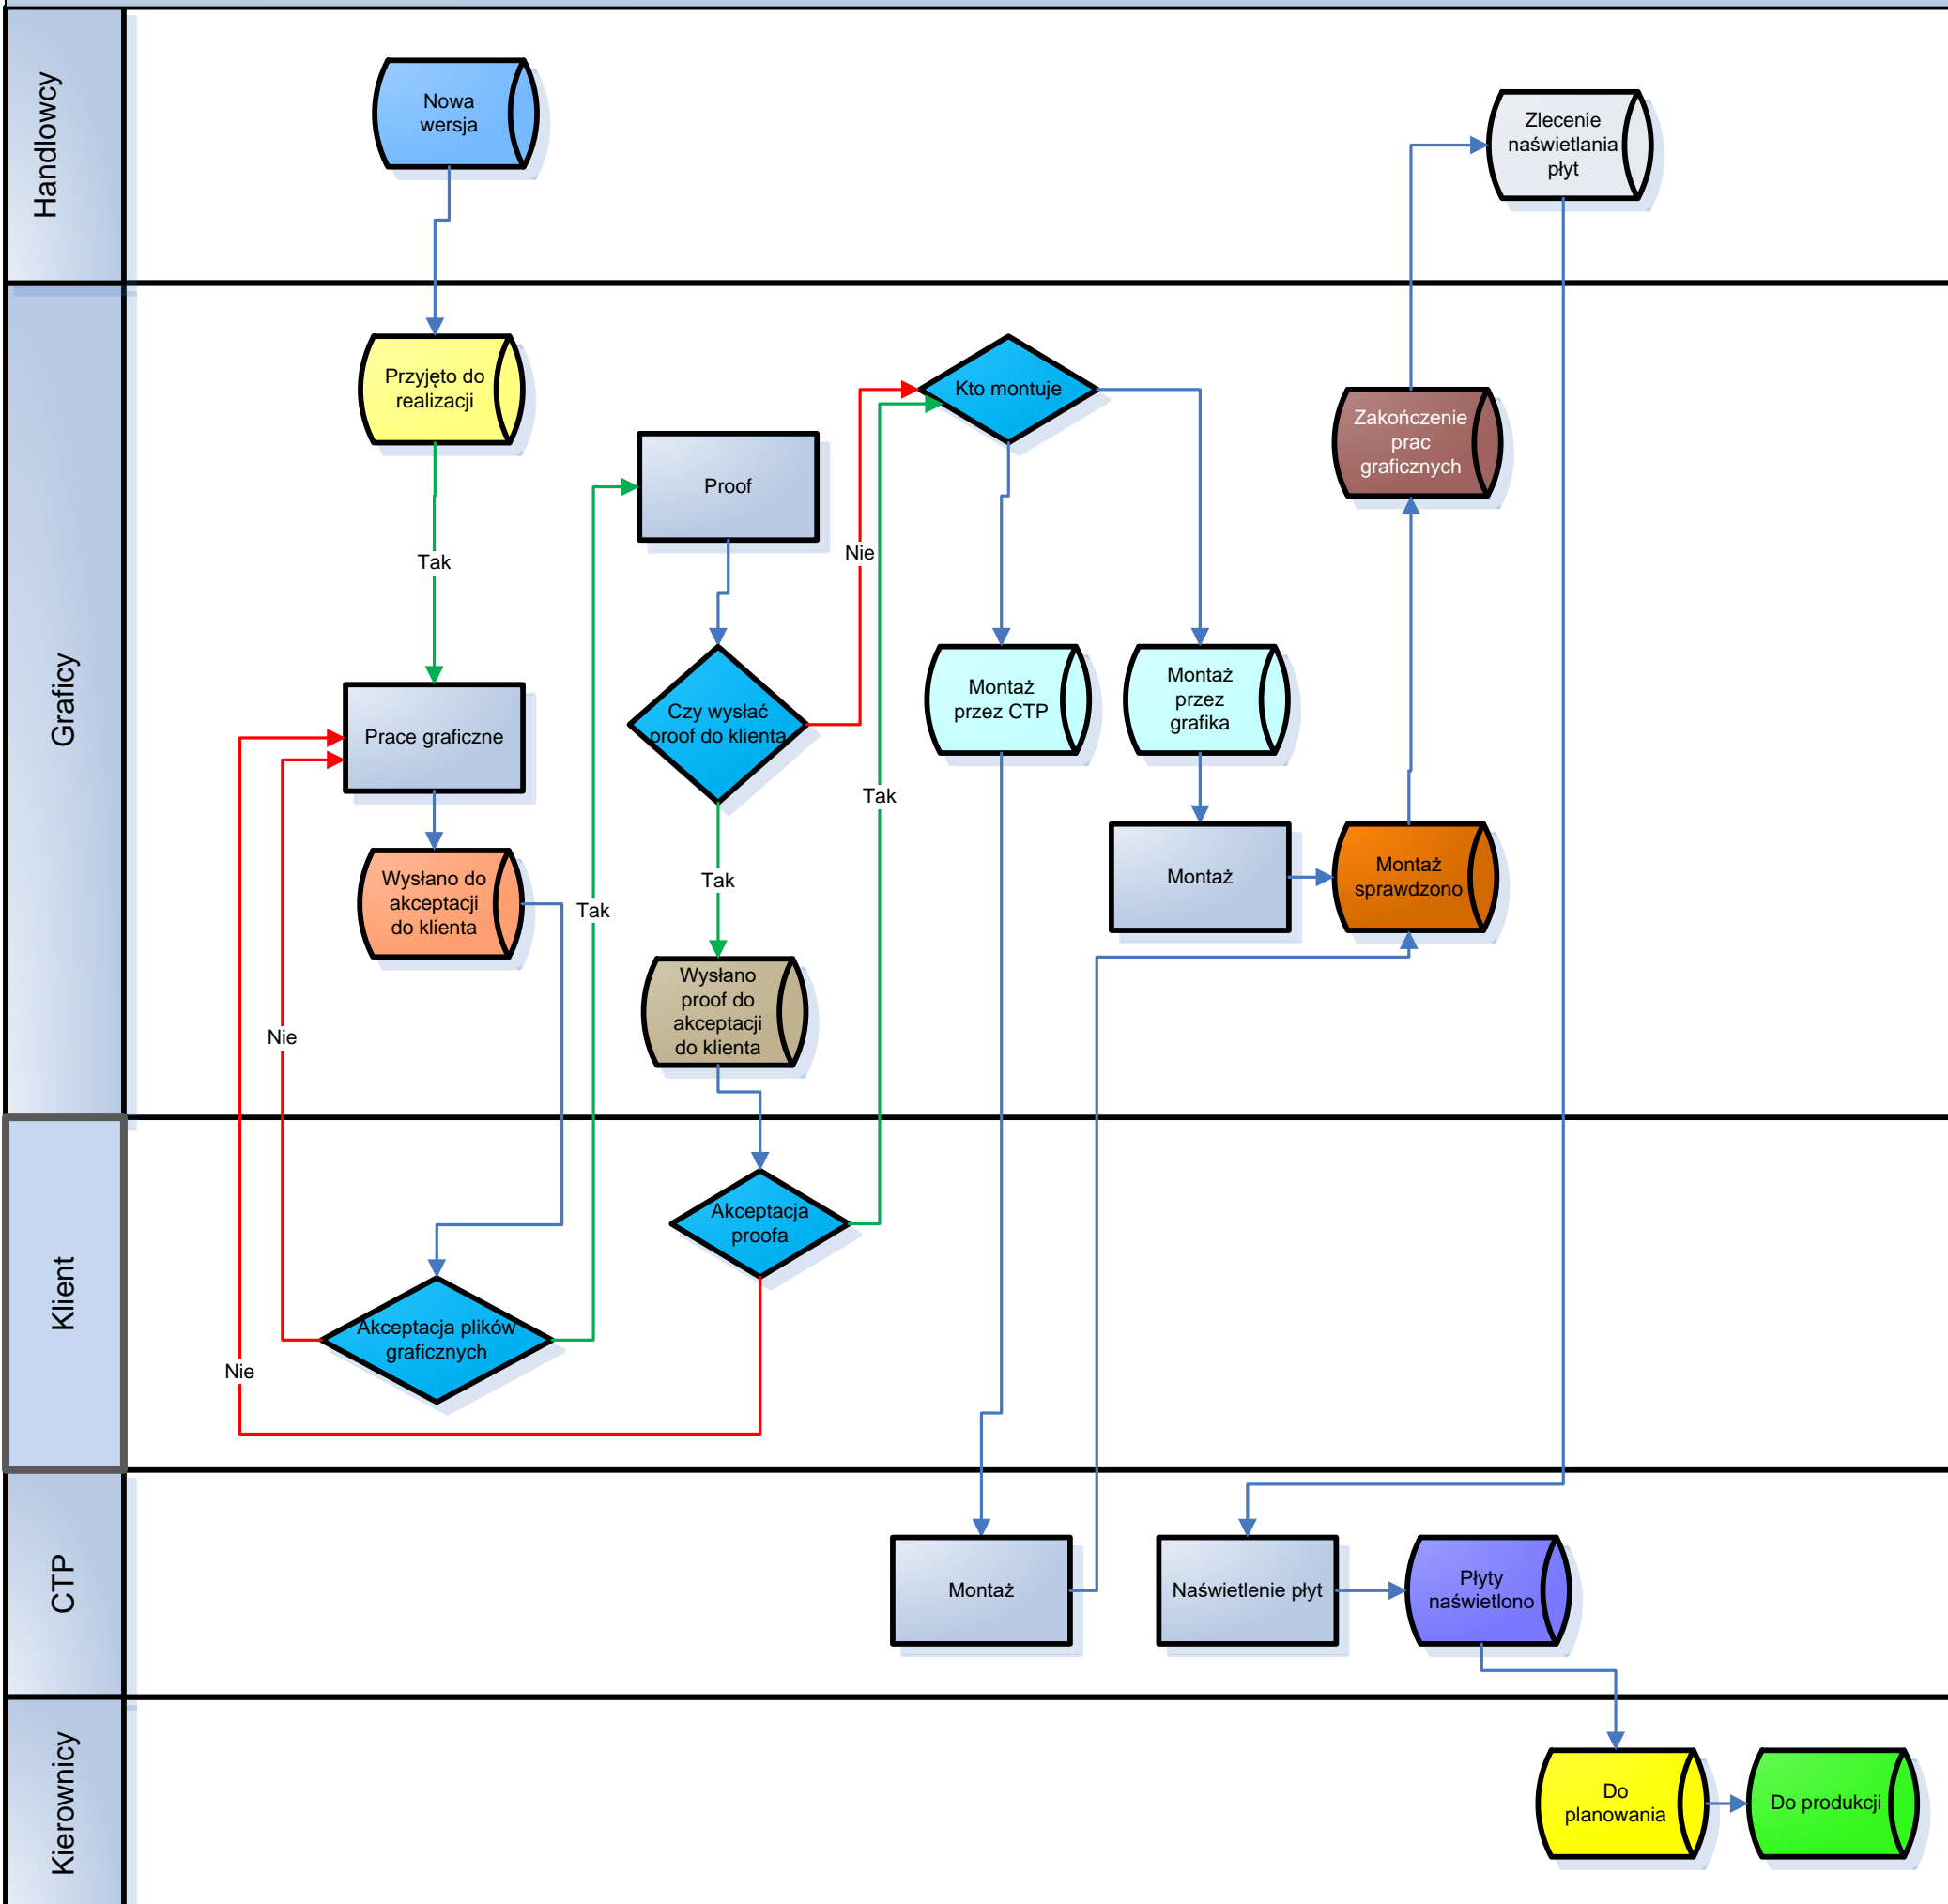 Handlowcy
Nowa
wersja
Zlecenie
naświetlania
płyt
Graficy
Przyjęto do
realizacji
Kto montuje
Zakończenie
prac
graficznych
Proof
Tak
Nie
Prace graficzne
Czy wysłać
proof do klienta
Montaż
przez CTP
Montaż
przez
grafika
Tak
Wysłano do
akceptacji
do klienta
Tak
Tak
Montaż
Montaż
sprawdzono
Wysłano
proof do
akceptacji
do klienta
Nie
Klient
Akceptacja
proofa
Akceptacja plików
graficznych
Nie
CTP
Montaż
Naświetlenie płyt
Płyty
naświetlono
Kierownicy
Do
planowania
Do produkcji